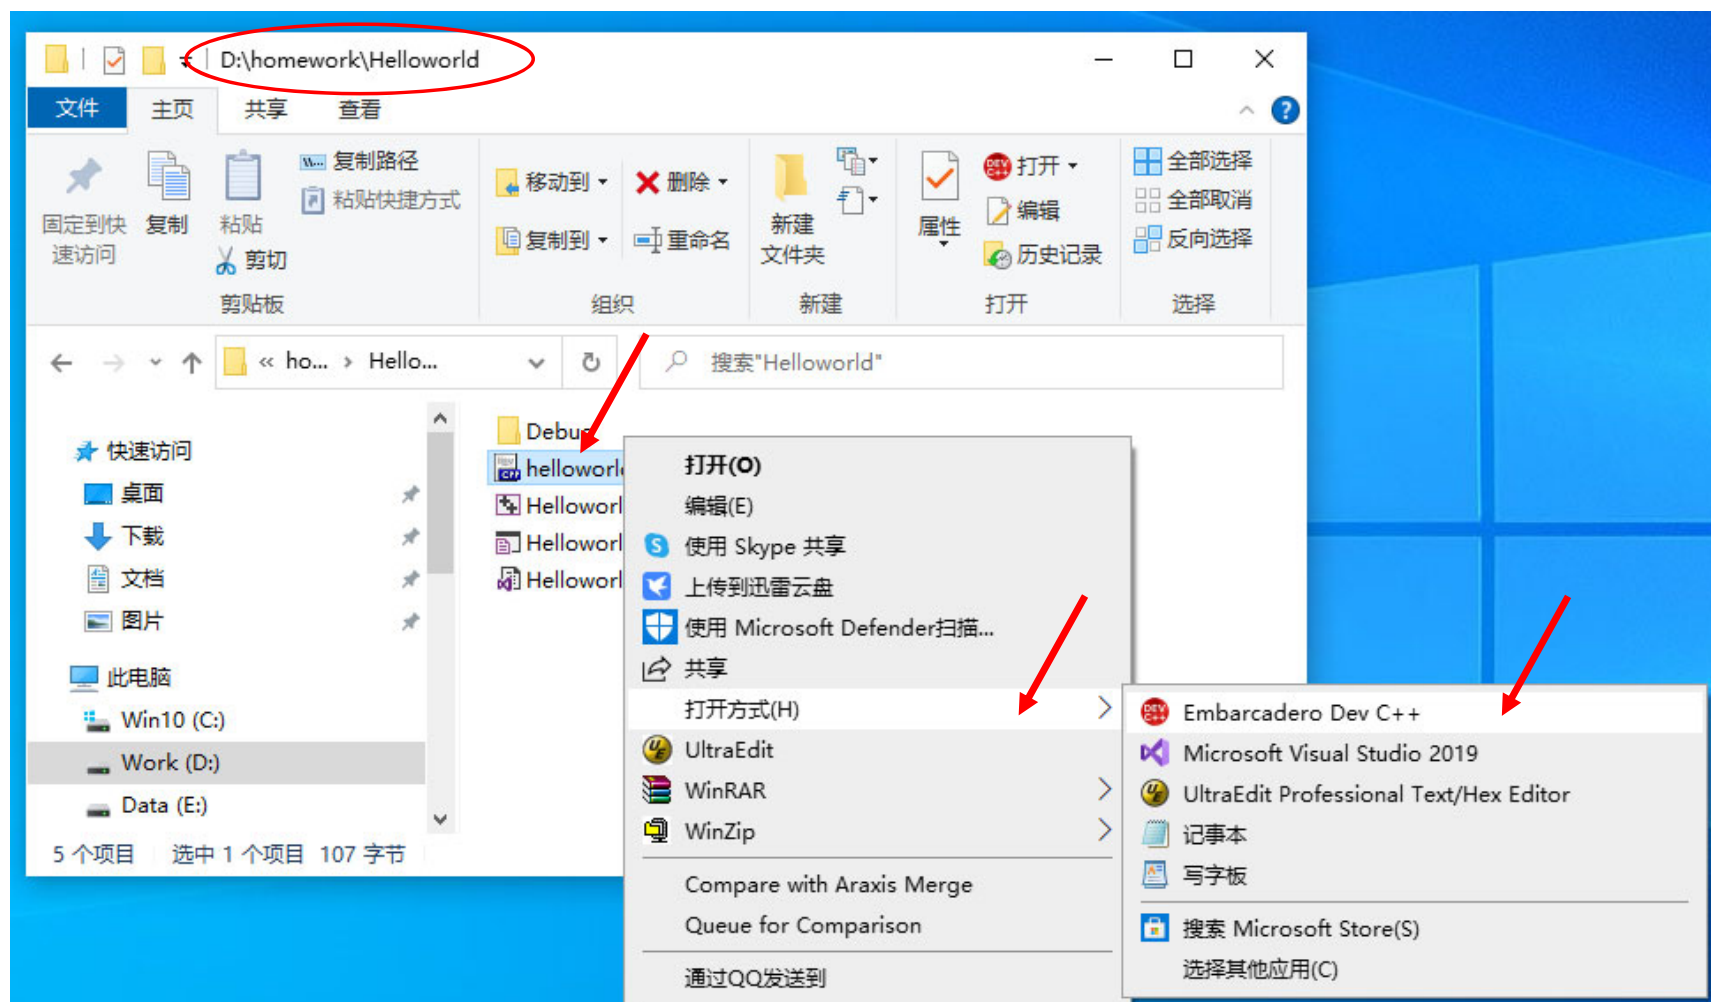 D:\homework\Helloworld
文件 主页 共享 查看
固定到快
速访问
复制
粘贴
复制路径
粘贴快捷方式
剪切
剪贴板
移动到
复制到
删除
重命名
组织
新建
文件夹
新建
属性
打开
编辑
历史记录
打开
全部选择
全部取消
反向选择
选择
« ho... › Hello...
搜索"Helloworld"
快速访问
桌面
下载
文档
图片
此电脑
Win10 (C:)
Work (D:)
Data (E:)
Debu
helloworl
Helloworl
Helloworl
Helloworl
5 个项目 选中 1 个项目 107 字节
打开(O)
编辑(E)
使用 Skype 共享
上传到迅雷云盘
使用 Microsoft Defender扫描...
共享
打开方式(H)
UltraEdit
WinRAR
WinZip
Compare with Araxis Merge
Queue for Comparison
通过QQ发送到
Embarcadero Dev C++
Microsoft Visual Studio 2019
UltraEdit Professional Text/Hex Editor
记事本
写字板
搜索 Microsoft Store(S)
选择其他应用(C)